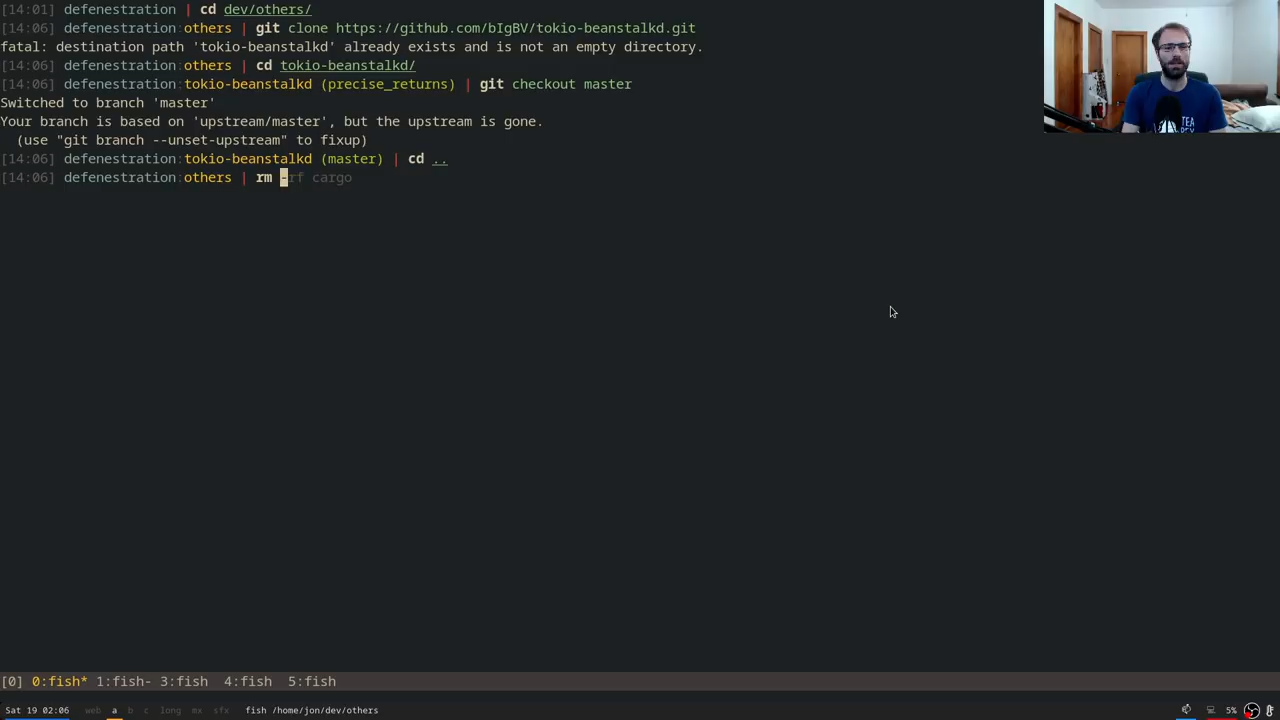 [14:01] defenestration | cd dev/others/
[14:06] defenestration:others | git clone https://github.com/bIgBV/tokio-beanstalkd.git
fatal: destination path 'tokio-beanstalkd' already exists and is not an empty directory.
[14:06] defenestration:others | cd tokio-beanstalkd/
[14:06] defenestration:tokio-beanstalkd (precise_returns) | git checkout master
Switched to branch 'master'
Your branch is based on 'upstream/master', but the upstream is gone.
  (use "git branch --unset-upstream" to fixup)
[14:06] defenestration:tokio-beanstalkd (master) | cd ..
[14:06] defenestration:others | rm -rf cargo
[0] 0:fish* 1:fish- 3:fish  4:fish  5:fish
Sat 19 02:06 web a b c long mx sfx fish /home/jon/dev/others 5%